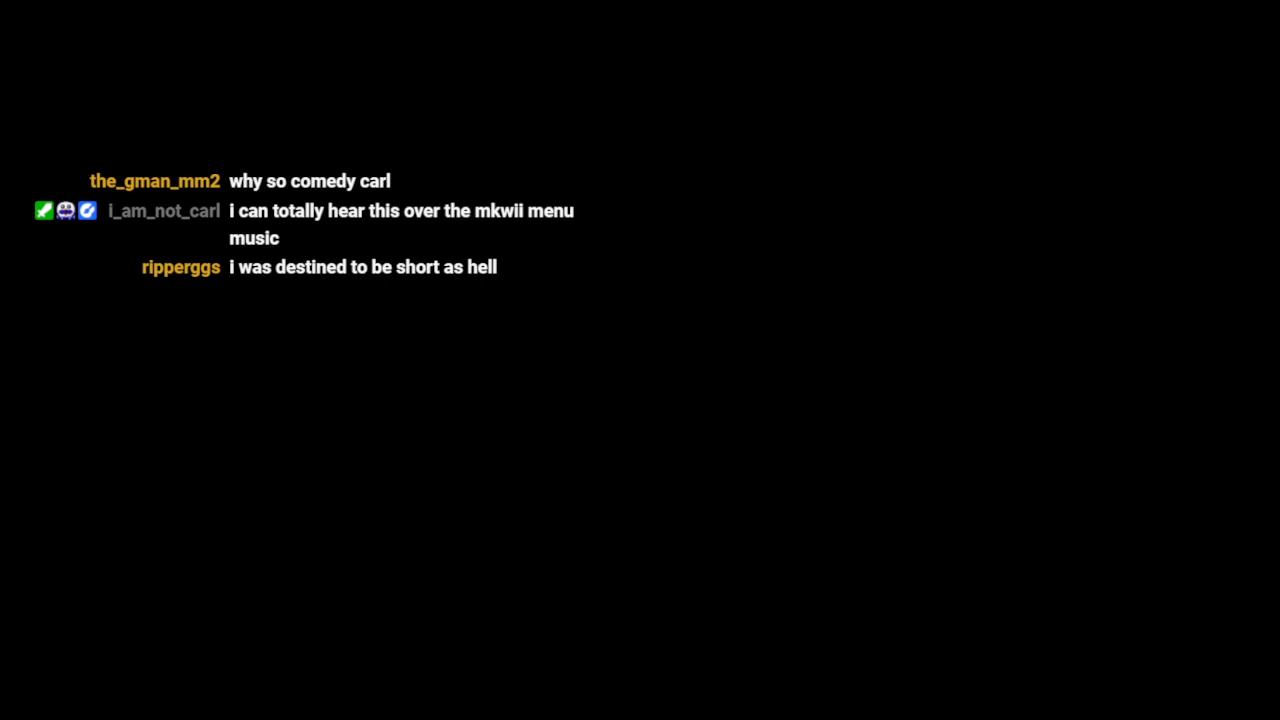 the_gman_mm2 why so comedy carl
i_am_not_carl i can totally hear this over the mkwii menu
music
ripperggs i was destined to be short as hell